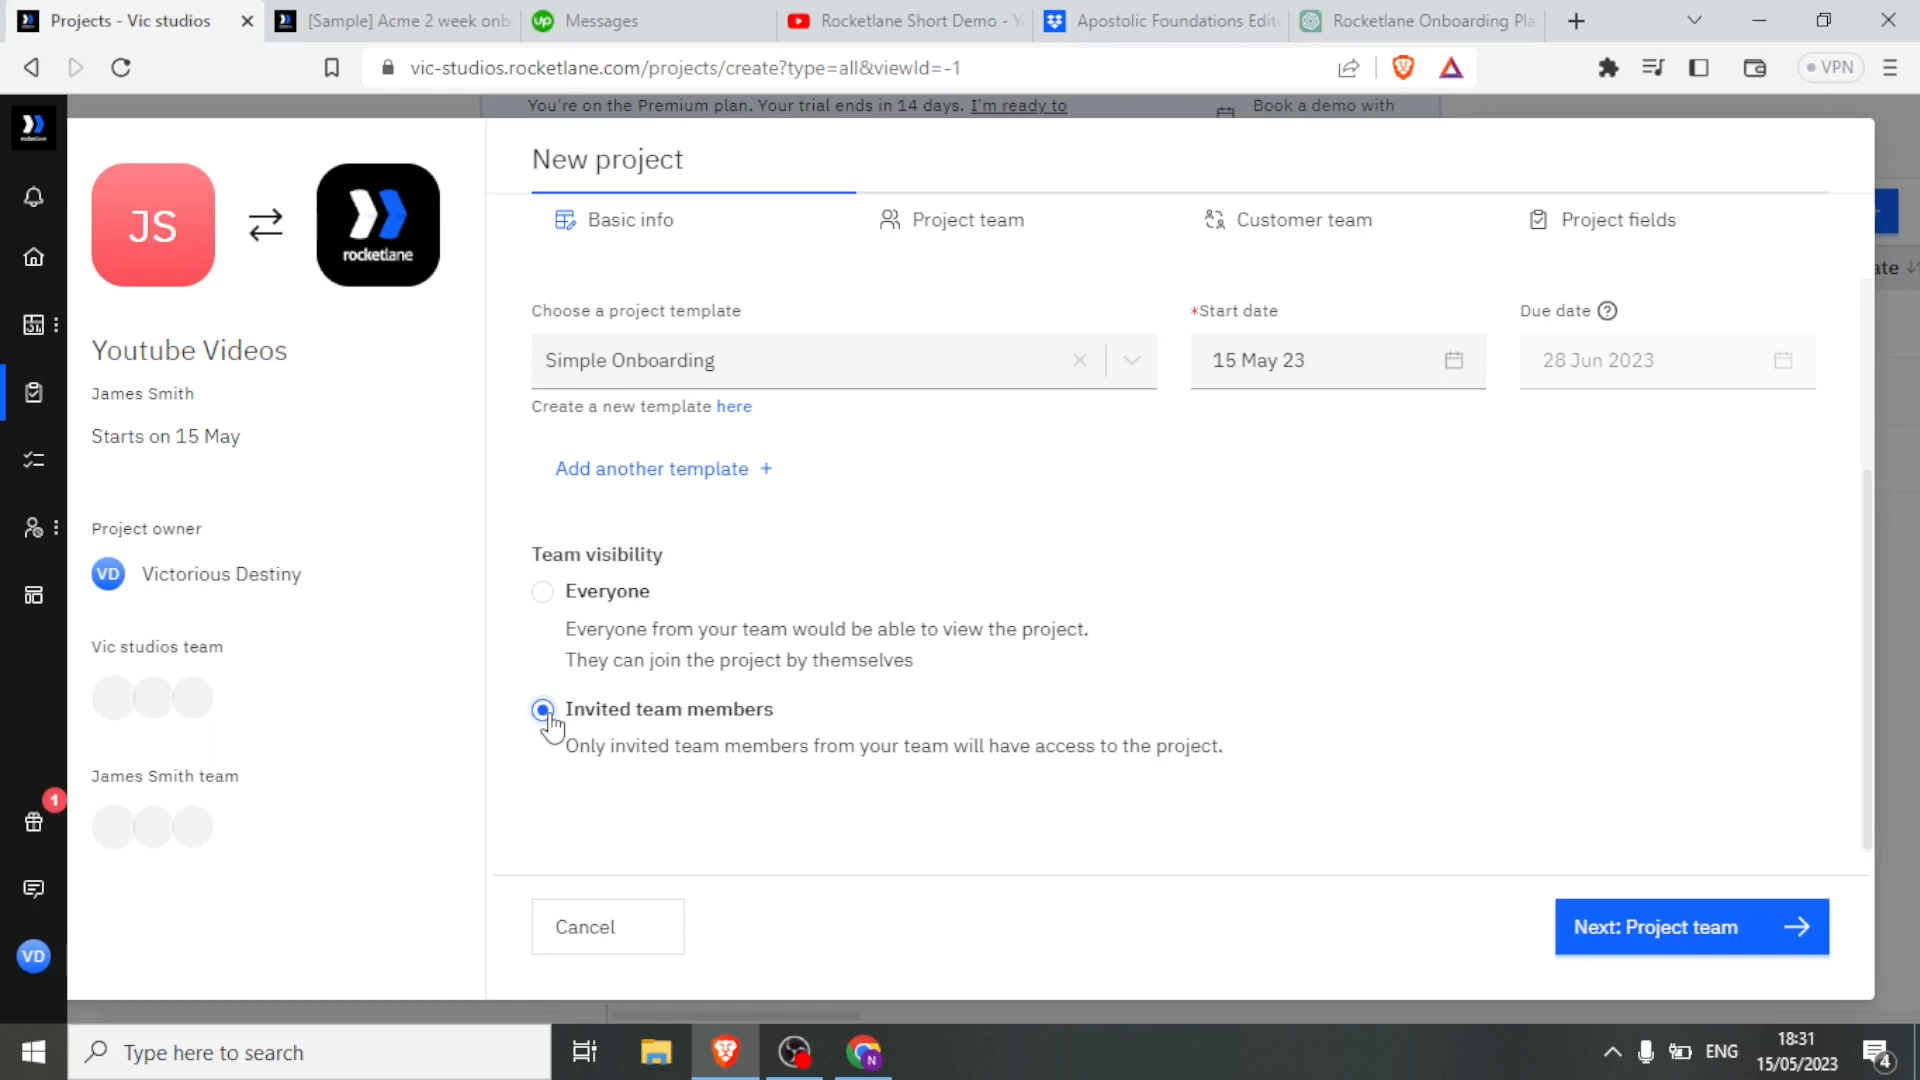 Projects - Vic studios
[Sample] Acme 2 week onb
Messages
Rocketlane Short Demo - Yo
Apostolic Foundations Edit
Rocketlane Onboarding Pla
vic-studios.rocketlane.com/projects/create?type=all&viewId=-1
VPN
You're on the Premium plan. Your trial ends in 14 days. I'm ready to
Book a demo with
rocketlane
JS
rocketlane
New project
Basic info
Project team
Customer team
Project fields
ate
Youtube Videos
James Smith
Starts on 15 May
Project owner
VD
Victorious Destiny
Vic studios team
James Smith team
Choose a project template
*Start date
Due date
Simple Onboarding
15 May 23
28 Jun 2023
Create a new template here
Add another template +
Team visibility
Everyone
Everyone from your team would be able to view the project.
They can join the project by themselves
Invited team members
Only invited team members from your team will have access to the project.
1
VD
Cancel
Next: Project team
Type here to search
N
ENG
18:31
15/05/2023
4